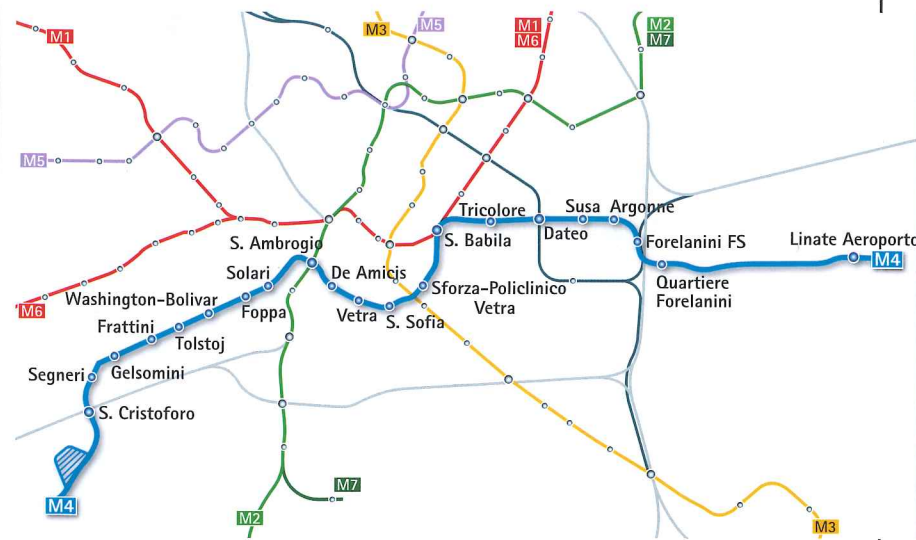 M1
M3
M5
M1
M6
M2
M7
M5
Tricolore
Susa
Argonne
S. Ambrogio
S. Babila
Dateo
Forelanini FS
Linate Aeroporto
M4
Solari
De Amicis
Quartiere
Forelanini
Washington-Bolivar
Foppa
Sforza-Policlinico
Vetra
M6
Frattini
Tolstoj
Vetra
S. Sofia
Segneri
Gelsomini
S. Cristoforo
M4
M7
M2
M3